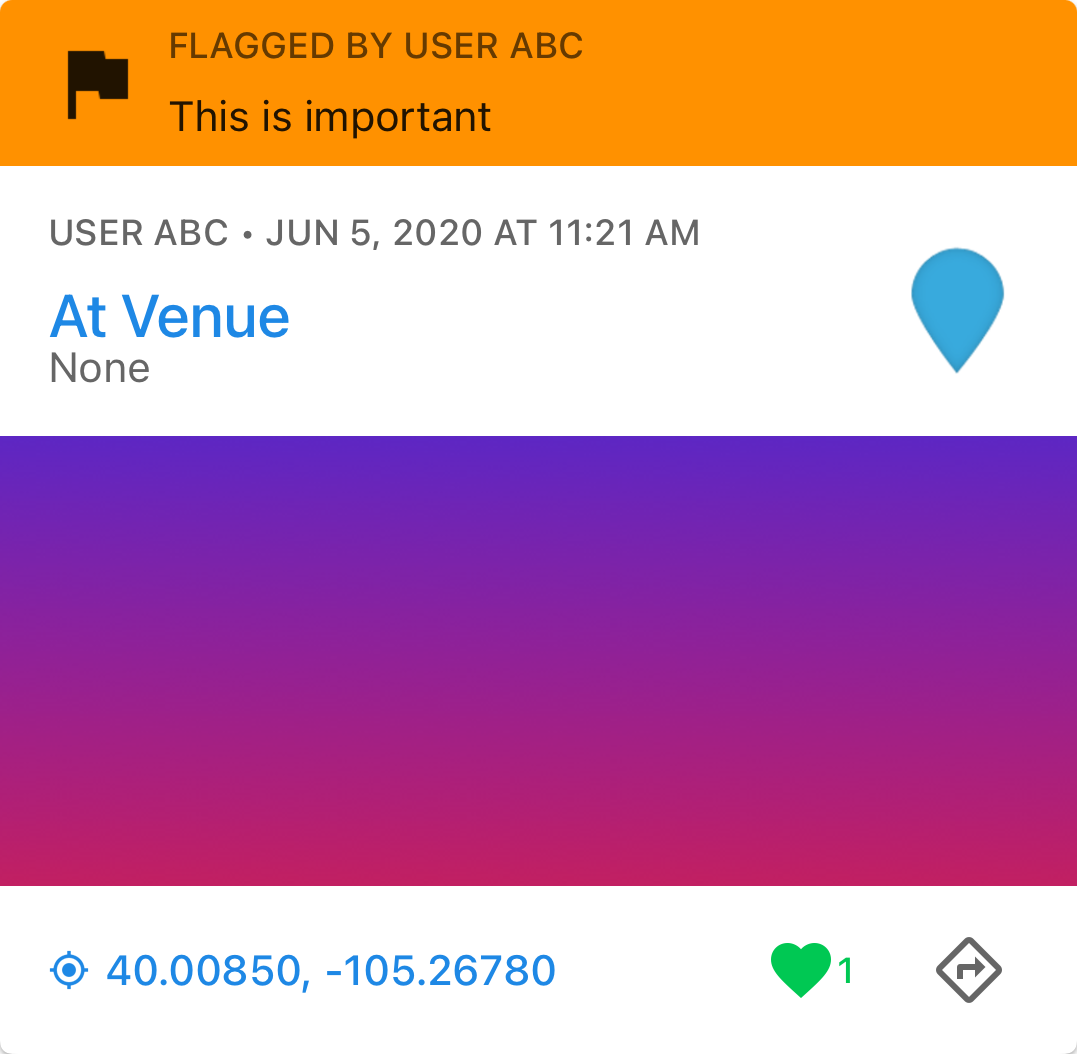 FLAGGED BY USER ABC
This is important
USER ABC • JUN 5, 2020 AT 11:21 AM
At Venue
None
40.00850, -105.26780
1